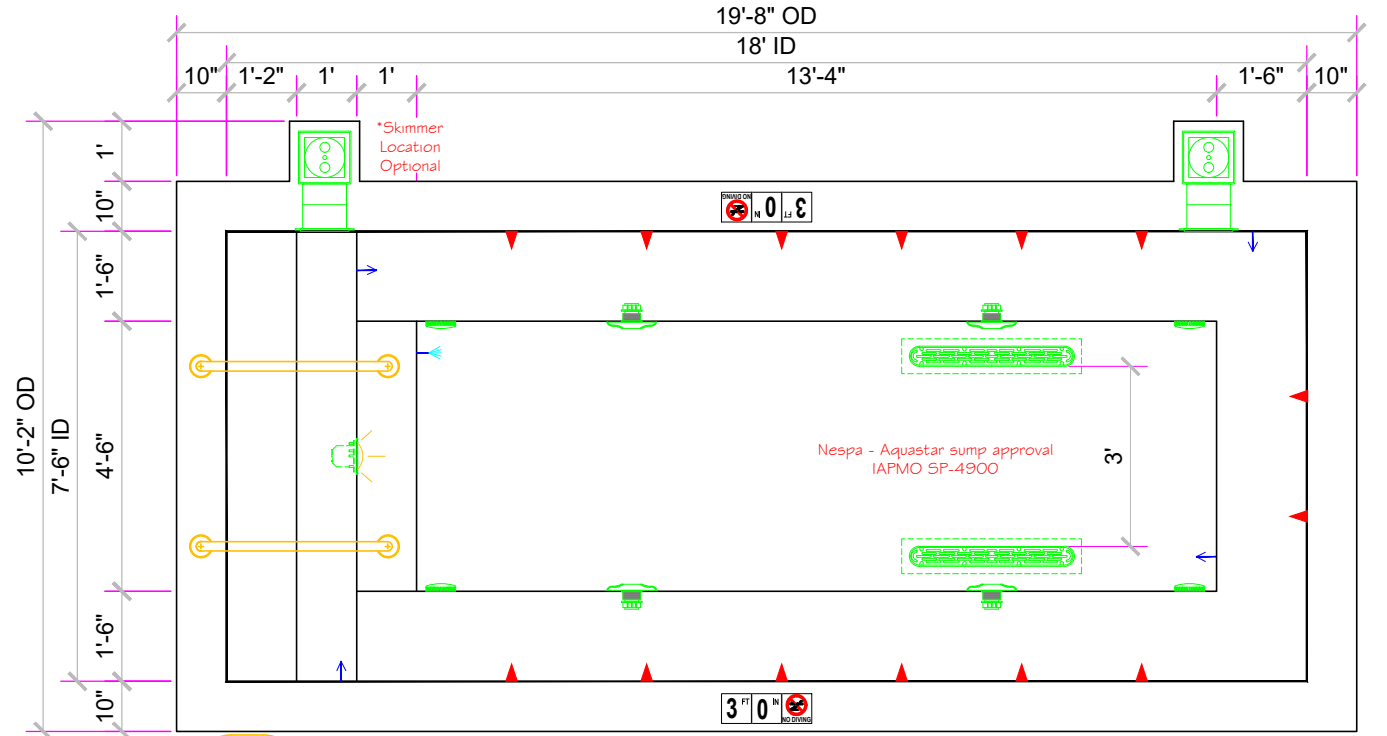 19'-8" OD
18' ID
10" 1'-2" 1' 1' 13'-4" 1'-6" 10"
*Skimmer
Location
Optional
1'
10"
1'-6"
4'-6"
1'-6"
10"
10'-2" OD
7'-6" ID
3 FT 0 IN NO DIVING
Nespa - Aquastar sump approval
IAPMO SP-4900
3'
3 FT 0 IN NO DIVING